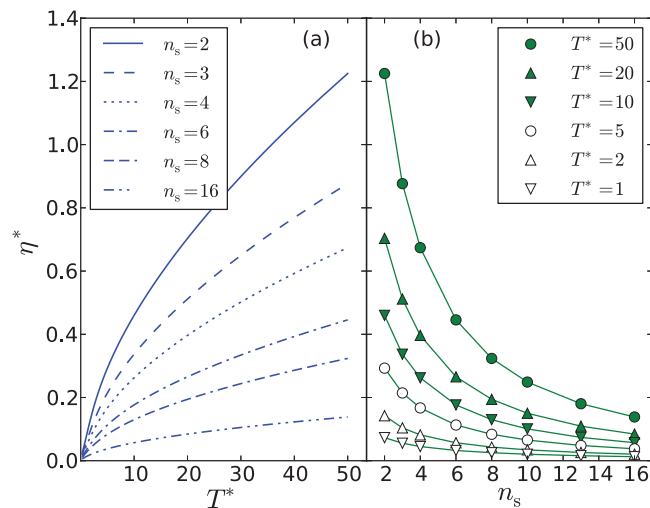 (a)
n_s=2
n_s=3
n_s=4
n_s=6
n_s=8
n_s=16
1.4
1.2
1.0
0.8
0.6
0.4
0.2
0.0
η*
10 20 30 40 50
T*
(b)
T* =50
T* =20
T* =10
T* =5
T* =2
T* =1
2 4 6 8 10 12 14 16
n_s